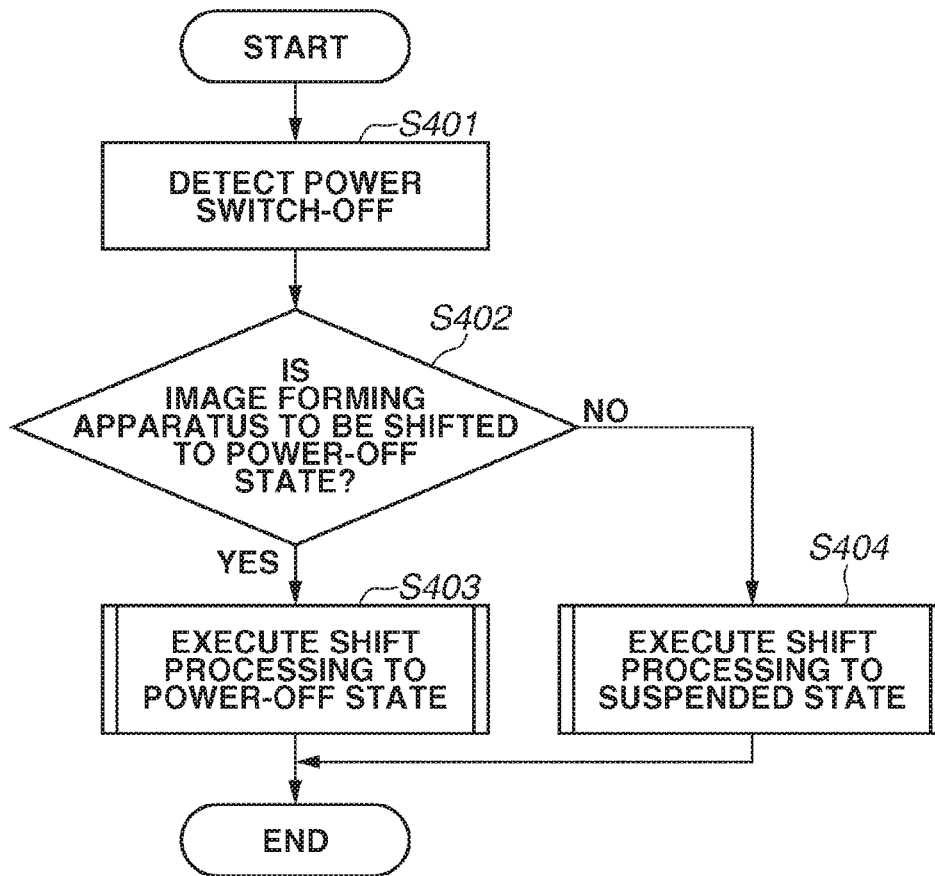 START
S401
DETECT POWER
SWITCH-OFF
S402
IS
IMAGE FORMING
APPARATUS TO BE SHIFTED
TO POWER-OFF
STATE?
NO
YES
S403
EXECUTE SHIFT
PROCESSING TO
POWER-OFF STATE
S404
EXECUTE SHIFT
PROCESSING TO
SUSPENDED STATE
END